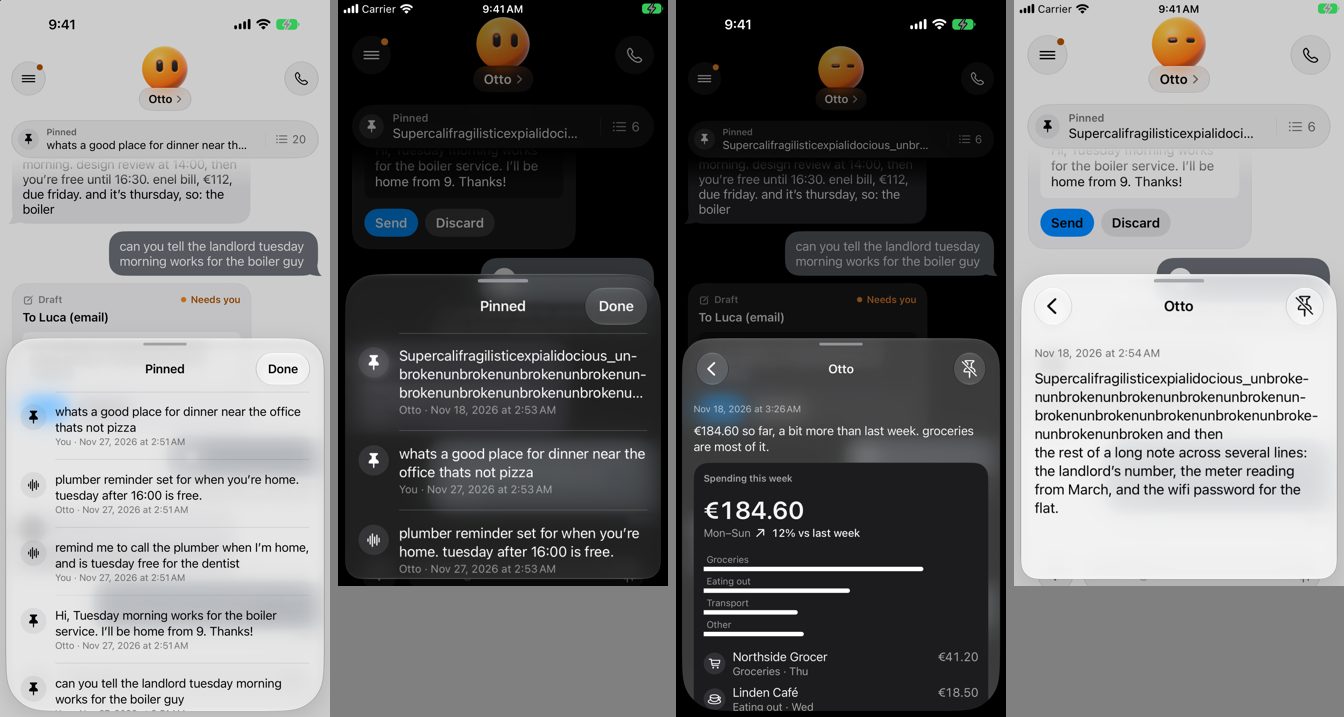 9:41
Otto
Pinned
whats a good place for dinner near th...
20
morning. design review at 14:00, then
you're free until 16:30. enel bill, €112,
due friday. and it's thursday, so: the
boiler
can you tell the landlord tuesday
morning works for the boiler guy
Draft
Needs you
To Luca (email)
Pinned
Done
whats a good place for dinner near the office
thats not pizza
You · Nov 27, 2026 at 2:51 AM
plumber reminder set for when you're home.
tuesday after 16:00 is free.
Otto · Nov 27, 2026 at 2:51 AM
remind me to call the plumber when I'm home,
and is tuesday free for the dentist
You · Nov 27, 2026 at 2:51 AM
Hi, Tuesday morning works for the boiler
service. I'll be home from 9. Thanks!
Otto · Nov 27, 2026 at 2:51 AM
can you tell the landlord tuesday morning
works for the boiler guy
Carrier
9:41 AM
Otto
Pinned
Supercalifragilisticexpialidoci...
6
Hi, Tuesday morning works
for the boiler service. I'll be
home from 9. Thanks!
Send
Discard
Pinned
Done
Supercalifragilisticexpialidocious_un-
brokenunbrokenunbrokenunbrokenun-
brokenunbrokenunbrokenunbrokenu...
Otto · Nov 18, 2026 at 2:53 AM
whats a good place for dinner near the
office thats not pizza
You · Nov 27, 2026 at 2:53 AM
plumber reminder set for when you're
home. tuesday after 16:00 is free.
Otto · Nov 27, 2026 at 2:53 AM
9:41
Otto
Pinned
Supercalifragilisticexpialidocious_unbr...
6
morning. design review at 14:00, then
you're free until 16:30. enel bill, €112,
due friday. and it's thursday, so: the
boiler
can you tell the landlord tuesday
morning works for the boiler guy
Draft
Needs you
To Luca (email)
Otto
Nov 18, 2026 at 3:26 AM
€184.60 so far, a bit more than last week. groceries
are most of it.
Spending this week
€184.60
Mon–Sun ↗ 12% vs last week
Groceries
Eating out
Transport
Other
Northside Grocer
€41.20
Groceries · Thu
Linden Café
€18.50
Eating out · Wed
Carrier
9:41 AM
Otto
Pinned
Supercalifragilisticexpialidoci...
6
Hi, Tuesday morning works
for the boiler service. I'll be
home from 9. Thanks!
Send
Discard
Otto
Nov 18, 2026 at 2:54 AM
Supercalifragilisticexpialidocious_unbroke-
nunbrokenunbrokenunbrokenunbrokenun-
brokenunbrokenunbrokenunbrokenunbroke-
nunbrokenunbroken and then
the rest of a long note across several lines:
the landlord's number, the meter reading
from March, and the wifi password for the
flat.